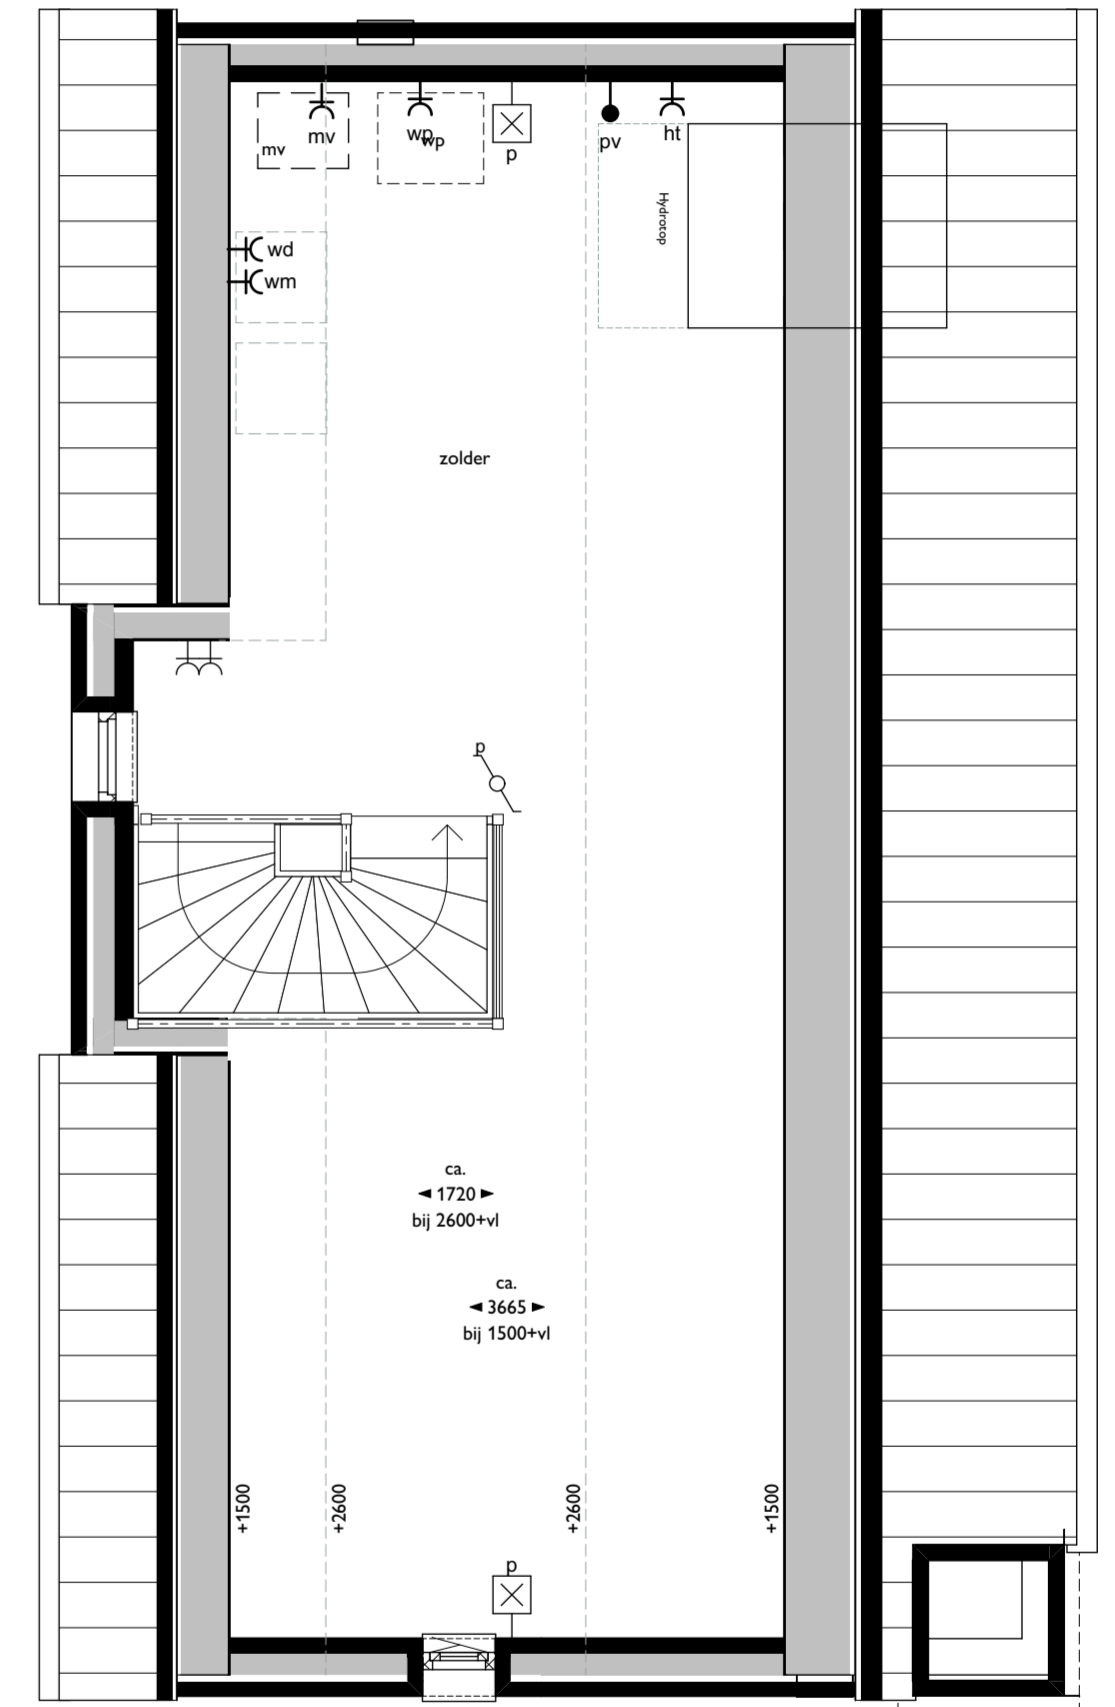 mv
mv
wp
wp
p
pv
ht
Hydrotop
wd
wm
zolder
p
ca.
1720
bij 2600+vl
ca.
3665
bij 1500+vl
+1500
+2600
+2600
+1500
p